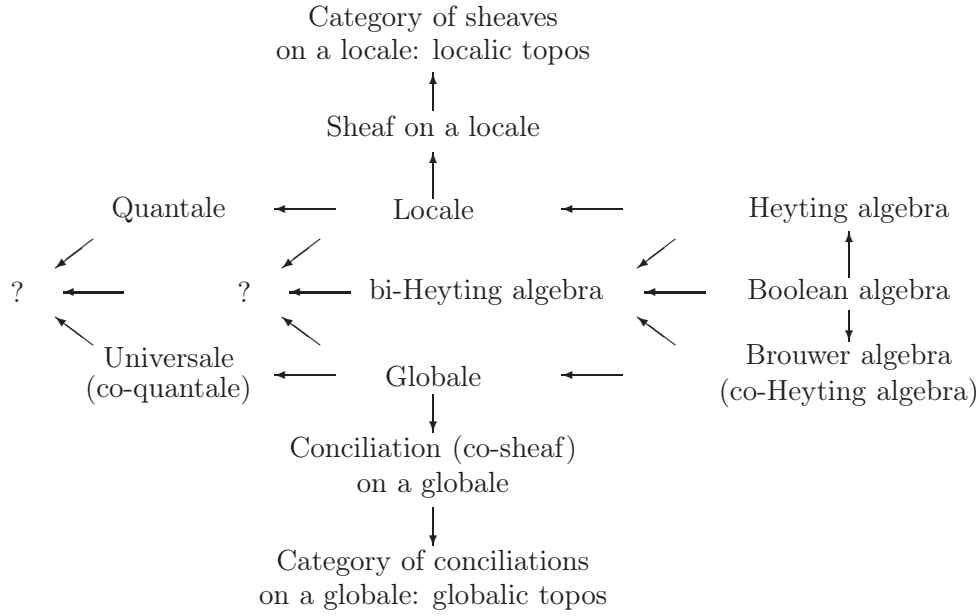 Category of sheaves
on a locale: localic topos
Sheaf on a locale
Quantale
Locale
Heyting algebra
?
?
bi-Heyting algebra
Boolean algebra
Universale
(co-quantale)
Globale
Brouwer algebra
(co-Heyting algebra)
Conciliation (co-sheaf)
on a globale
Category of conciliations
on a globale: globalic topos